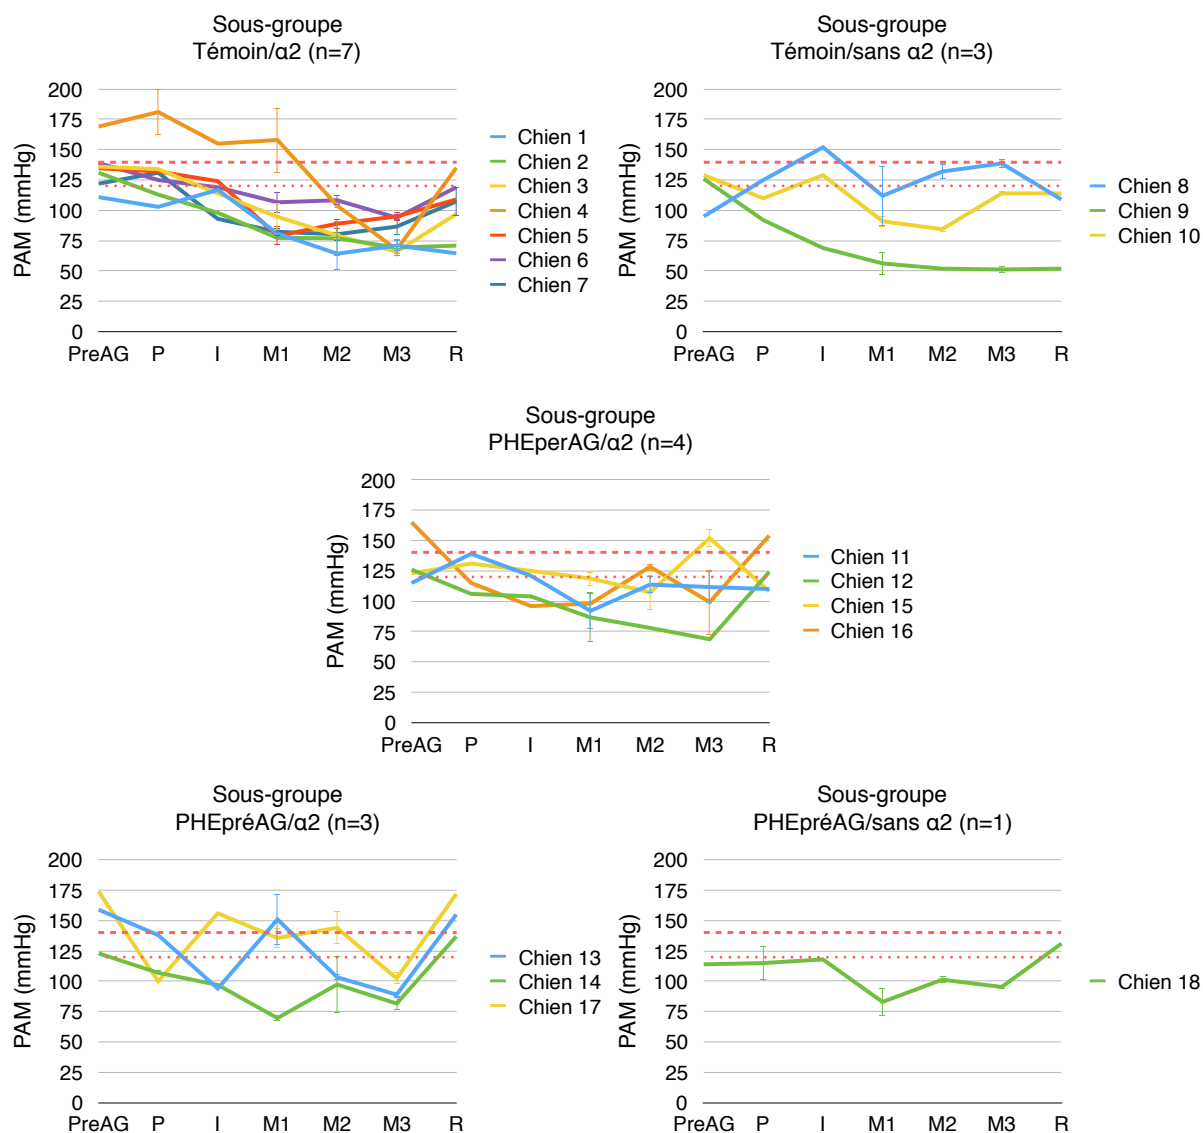 Sous-groupe
Témoin/α2 (n=7)
PAM (mmHg)
200
175
150
125
100
75
50
25
0
PreAG P I M1 M2 M3 R
Chien 1
Chien 2
Chien 3
Chien 4
Chien 5
Chien 6
Chien 7
Sous-groupe
Témoin/sans α2 (n=3)
PAM (mmHg)
200
175
150
125
100
75
50
25
0
PreAG P I M1 M2 M3 R
Chien 8
Chien 9
Chien 10
Sous-groupe
PHEperAG/α2 (n=4)
PAM (mmHg)
200
175
150
125
100
75
50
25
0
PreAG P I M1 M2 M3 R
Chien 11
Chien 12
Chien 15
Chien 16
Sous-groupe
PHEpréAG/α2 (n=3)
PAM (mmHg)
200
175
150
125
100
75
50
25
0
PreAG P I M1 M2 M3 R
Chien 13
Chien 14
Chien 17
Sous-groupe
PHEpréAG/sans α2 (n=1)
PAM (mmHg)
200
175
150
125
100
75
50
25
0
PreAG P I M1 M2 M3 R
Chien 18